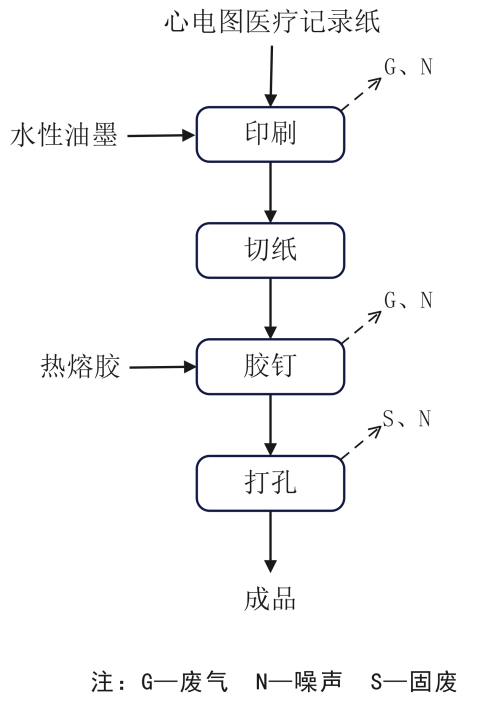 心电图医疗记录纸
G、N
水性油墨
印刷
切纸
G、N
热熔胶
胶钉
S、N
打孔
成品
注：G—废气 N—噪声 S—固废